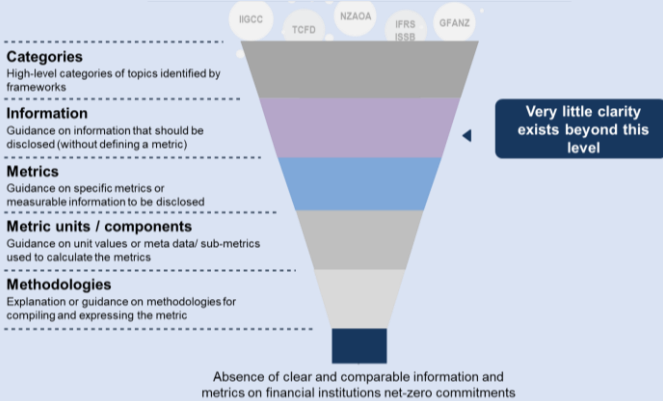 IIGCC
TCFD
NZAOA
IFRS
ISSB
GFANZ
Categories
High-level categories of topics identified by
frameworks
Information
Guidance on information that should be
disclosed (without defining a metric)
Metrics
Guidance on specific metrics or
measurable information to be disclosed
Metric units / components
Guidance on unit values or meta data/ sub-metrics
used to calculate the metrics
Methodologies
Explanation or guidance on methodologies for
compiling and expressing the metric
Very little clarity
exists beyond this
level
Absence of clear and comparable information and
metrics on financial institutions net-zero commitments